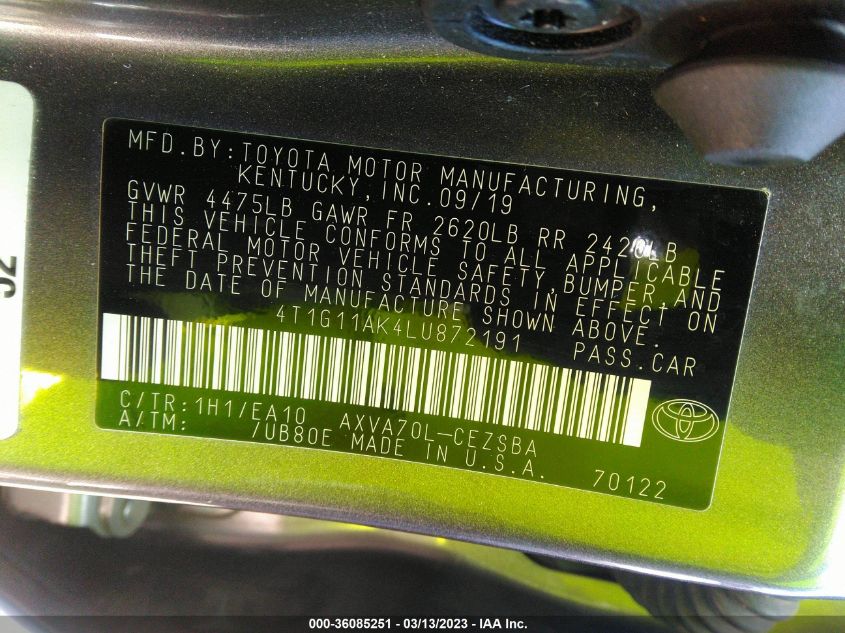 MFD.BY:TOYOTA MOTOR MANUFACTURING,
KENTUCKY,INC.09/19
GVWR 4475LB GAWR FR 2620LB RR 2420LB
THIS VEHICLE CONFORMS TO ALL APPLICABLE
FEDERAL MOTOR VEHICLE SAFETY,BUMPER AND
THEFT PREVENTION STANDARDS IN EFFECT ON
THE DATE OF MANUFACTURE SHOWN ABOVE.
4T1G11AK4LU872191 PASS.CAR
C/TR:1H1/EA10 AXVA70L-CEZSBA
A/TM: /UB80E MADE IN U.S.A. 70122
000-36085251 - 03/13/2023 - IAA Inc.